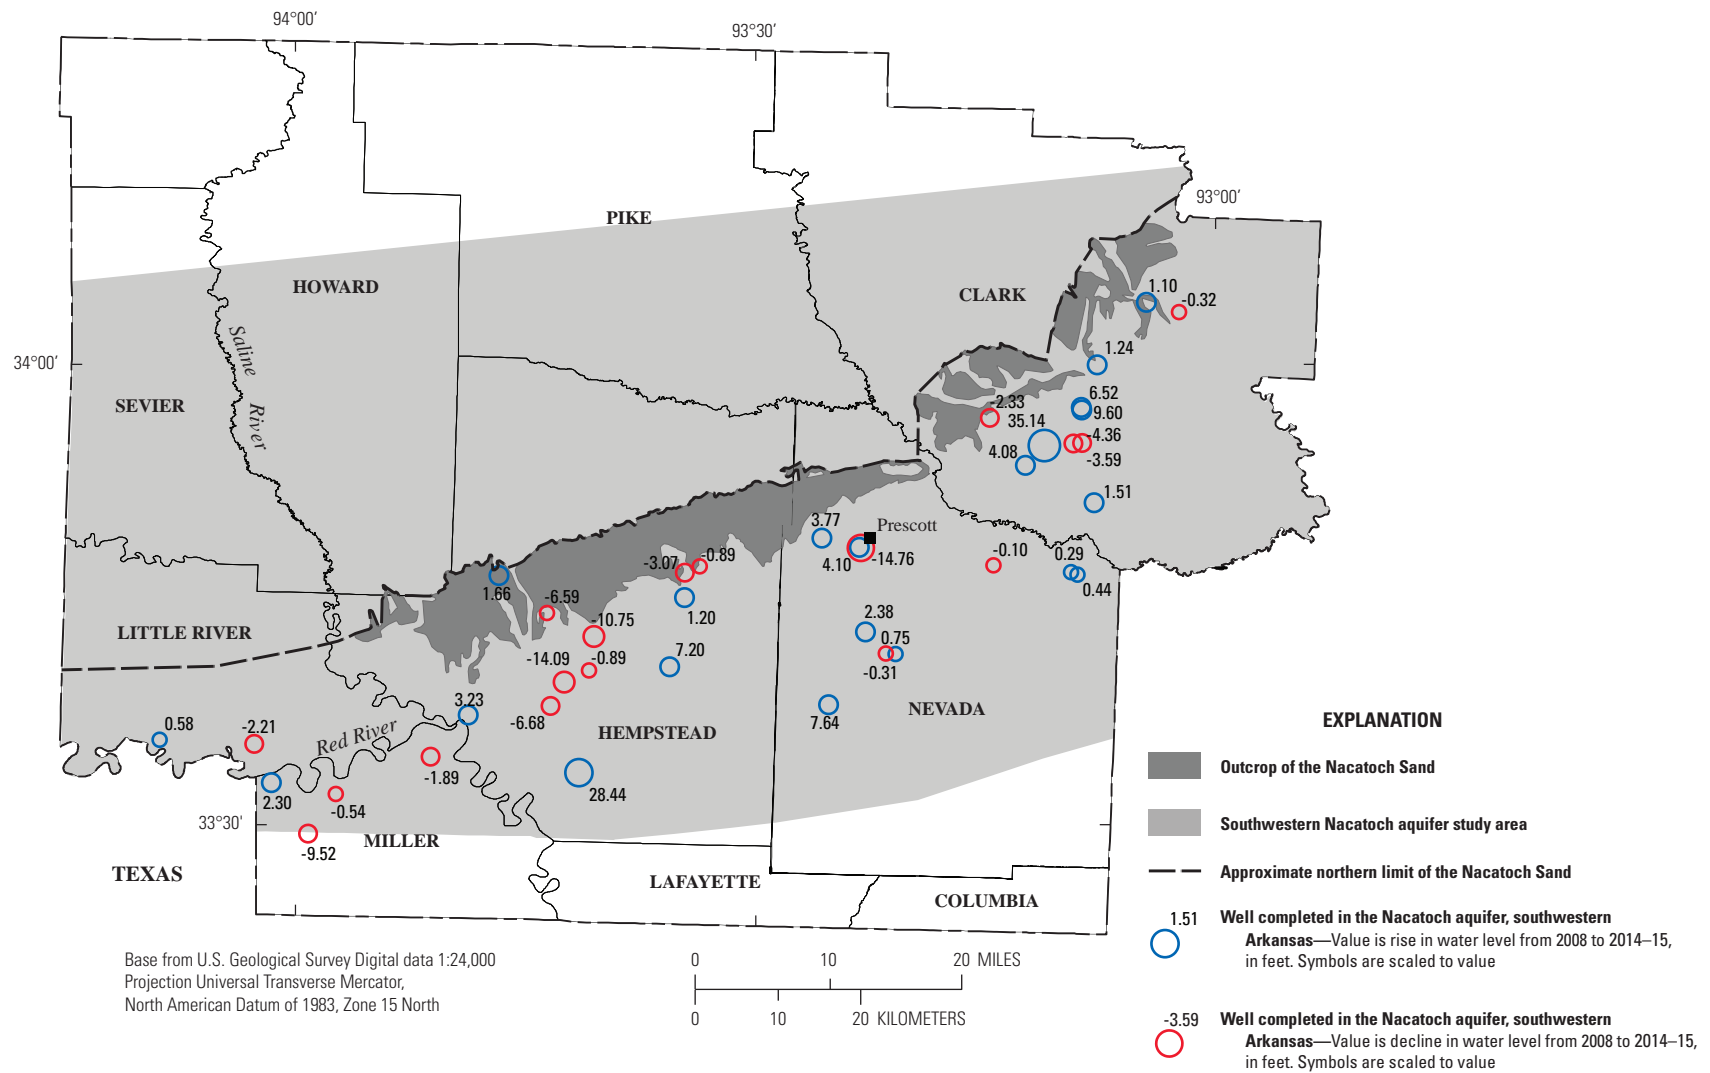 94°00'
93°30'
93°00'
PIKE
HOWARD
CLARK
1.10
-0.32
Saline
River
34°00'
1.24
SEVIER
6.52
-2.33
9.60
35.14
-4.36
4.08
-3.59
1.51
3.77
Prescott
4.10
-14.76
-0.10
0.29
0.44
-3.07
-0.89
1.66
-6.59
1.20
-10.75
2.38
LITTLE RIVER
0.75
-14.09
-0.89
7.20
-0.31
3.23
-6.68
HEMPSTEAD
NEVADA
7.64
0.58
-2.21
Red River
-1.89
28.44
2.30
-0.54
33°30'
-9.52
MILLER
TEXAS
LAFAYETTE
COLUMBIA
EXPLANATION
Outcrop of the Nacatoch Sand
Southwestern Nacatoch aquifer study area
Approximate northern limit of the Nacatoch Sand
1.51 Well completed in the Nacatoch aquifer, southwestern
Arkansas—Value is rise in water level from 2008 to 2014–15,
in feet. Symbols are scaled to value
-3.59 Well completed in the Nacatoch aquifer, southwestern
Arkansas—Value is decline in water level from 2008 to 2014–15,
in feet. Symbols are scaled to value
Base from U.S. Geological Survey Digital data 1:24,000
Projection Universal Transverse Mercator,
North American Datum of 1983, Zone 15 North
0 10 20 MILES
0 10 20 KILOMETERS